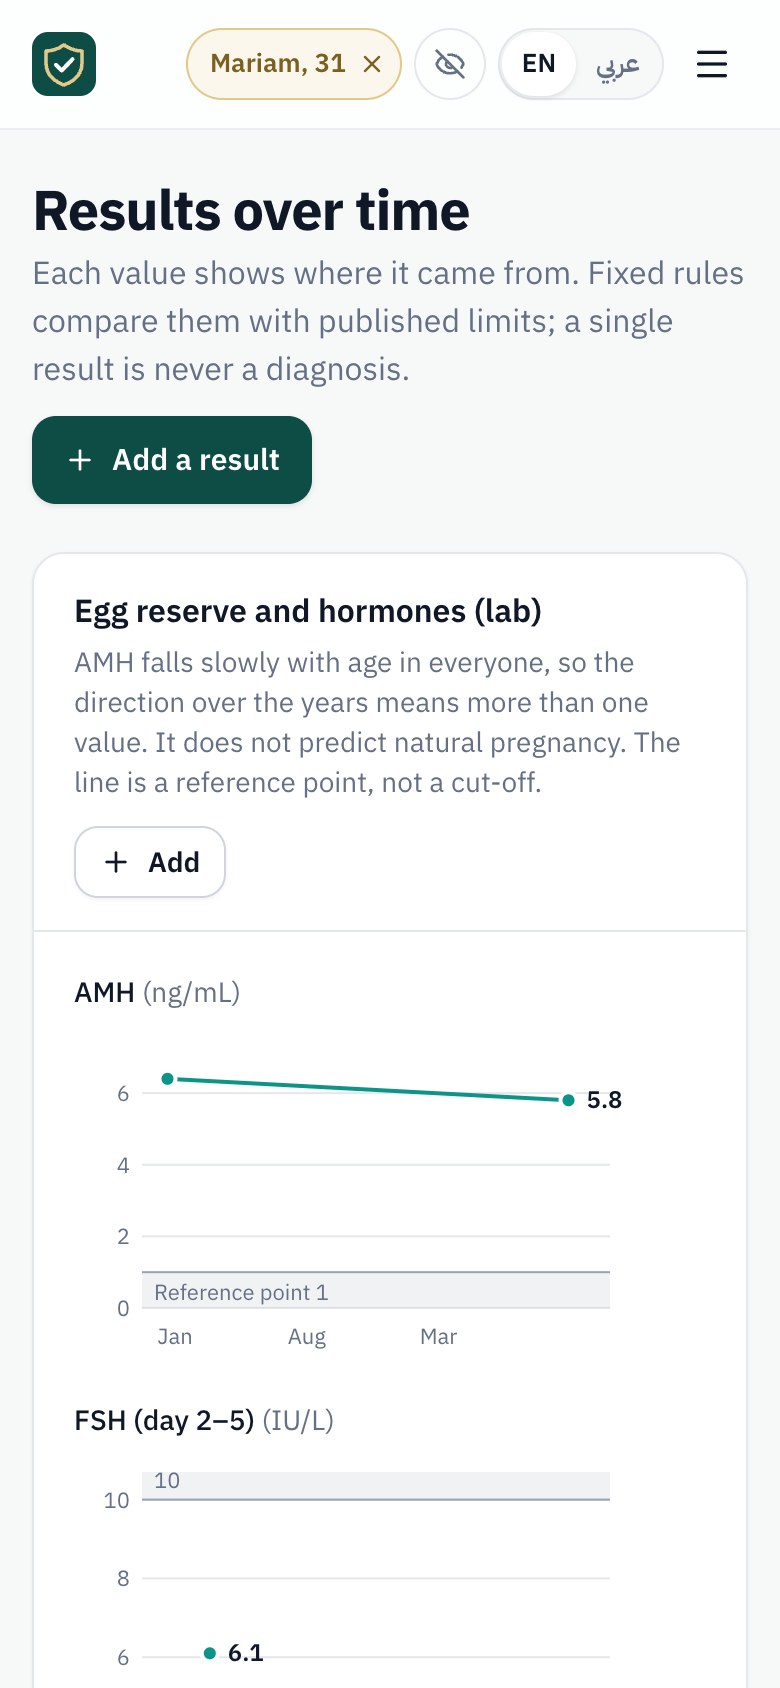 Mariam, 31
EN
عربي
Results over time
Each value shows where it came from. Fixed rules
compare them with published limits; a single
result is never a diagnosis.
+ Add a result
Egg reserve and hormones (lab)
AMH falls slowly with age in everyone, so the
direction over the years means more than one
value. It does not predict natural pregnancy. The
line is a reference point, not a cut-off.
+ Add
AMH (ng/mL)
6
5.8
4
2
Reference point 1
0
Jan Aug Mar
FSH (day 2–5) (IU/L)
10
10
8
6
6.1